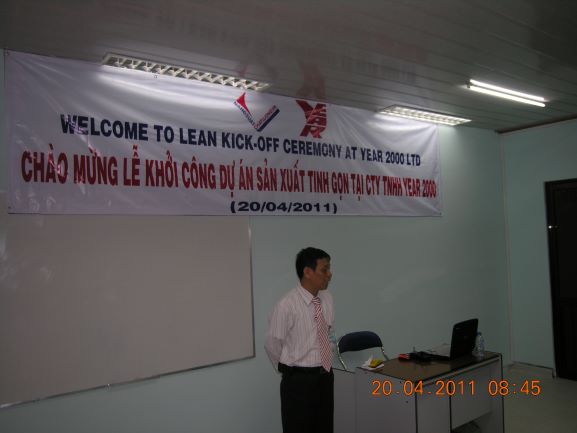 WELCOME TO LEAN KICK-OFF CEREMONY AT YEAR 2000 LTD
CHÀO MỪNG LỄ KHỞI CÔNG DỰ ÁN SẢN XUẤT TINH GỌN TẠI CTY TNHH YEAR 2000
(20/04/2011)
20.04.2011 08:45